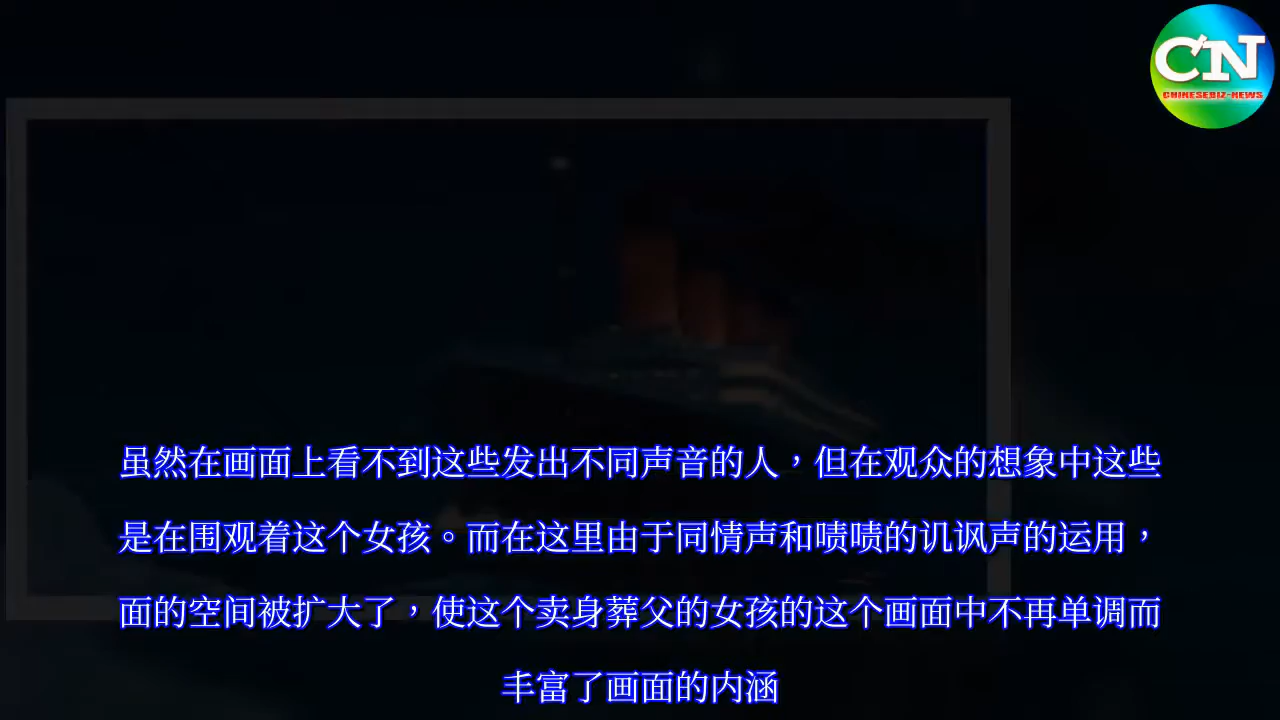 CN
CHINESEBIZ-NEWS
虽然在画面上看不到这些发出不同声音的人，但在观众的想象中这些
是在围观着这个女孩。而在这里由于同情声和啧啧的讥讽声的运用，
面的空间被扩大了，使这个卖身葬父的女孩的这个画面中不再单调而
丰富了画面的内涵